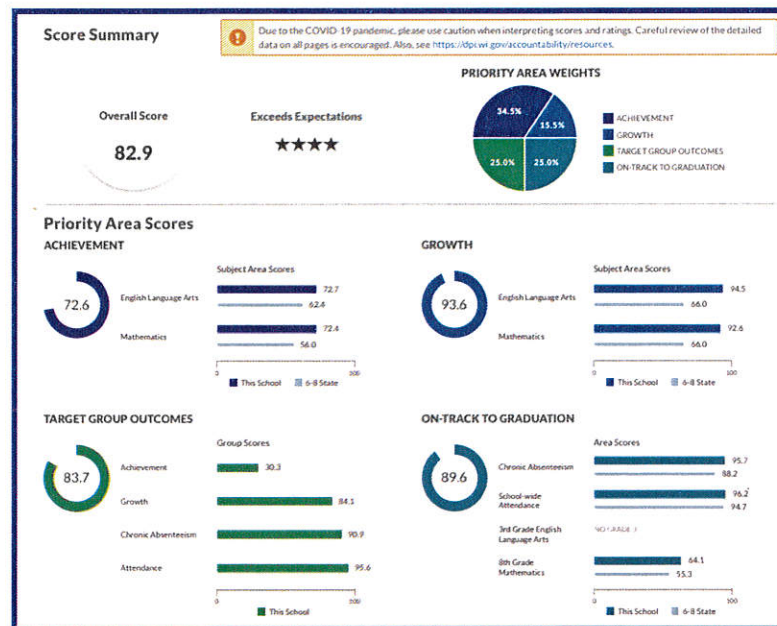 Score Summary
Due to the COVID-19 pandemic, please use caution when interpreting scores and ratings. Careful review of the detailed
data on all pages is encouraged. Also, see https://dpi.wi.gov/accountability/resources.
PRIORITY AREA WEIGHTS
Overall Score
82.9
Exceeds Expectations
★★★★
34.5%
15.5%
25.0%
25.0%
ACHIEVEMENT
GROWTH
TARGET GROUP OUTCOMES
ON-TRACK TO GRADUATION
Priority Area Scores
ACHIEVEMENT
72.6
Subject Area Scores
English Language Arts
72.7
62.4
Mathematics
72.4
56.0
0
100
This School
6-8 State
GROWTH
93.6
Subject Area Scores
English Language Arts
94.5
66.0
Mathematics
92.6
66.0
0
100
This School
6-8 State
TARGET GROUP OUTCOMES
83.7
Group Scores
Achievement
30.3
Growth
84.1
Chronic Absenteeism
90.9
Attendance
95.6
0
100
This School
ON-TRACK TO GRADUATION
89.6
Area Scores
Chronic Absenteeism
95.7
88.2
School-wide
Attendance
96.2
94.7
3rd Grade English
Language Arts
NO GRADE 3
8th Grade
Mathematics
64.1
55.3
0
100
This School
6-8 State